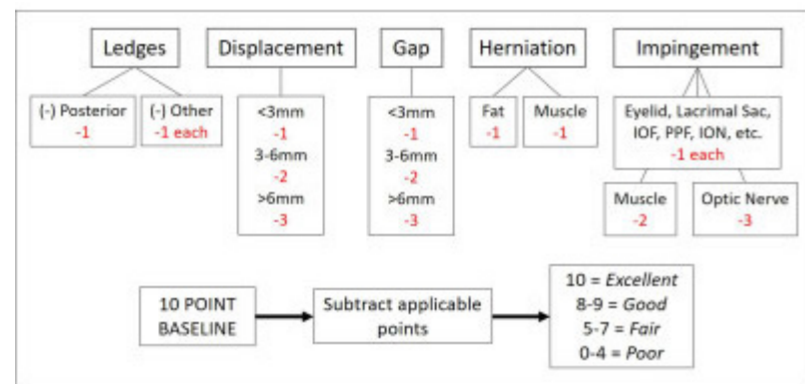 Ledges
Displacement
Gap
Herniation
Impingement
(-) Posterior
-1
(-) Other
-1 each
<3mm
-1
3-6mm
-2
>6mm
-3
<3mm
-1
3-6mm
-2
>6mm
-3
Fat
-1
Muscle
-1
Eyelid, Lacrimal Sac,
IOF, PPF, ION, etc.
-1 each
Muscle
-2
Optic Nerve
-3
10 POINT
BASELINE
Subtract applicable
points
10 = Excellent
8-9 = Good
5-7 = Fair
0-4 = Poor